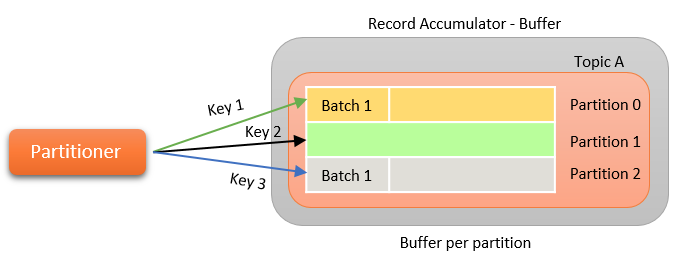 Record Accumulator - Buffer
Topic A
Key 1
Batch 1
Partition 0
Partitioner
Key 2
Partition 1
Key 3
Batch 1
Partition 2
Buffer per partition